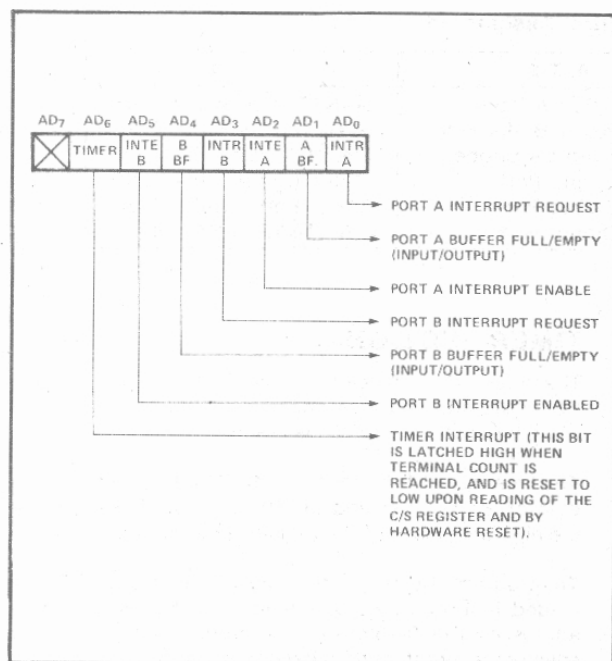 AD7 AD6 AD5 AD4 AD3 AD2 AD1 AD0
TIMER INTE B B BF INTR B INTE A A BF. INTR A
PORT A INTERRUPT REQUEST
PORT A BUFFER FULL/EMPTY
(INPUT/OUTPUT)
PORT A INTERRUPT ENABLE
PORT B INTERRUPT REQUEST
PORT B BUFFER FULL/EMPTY
(INPUT/OUTPUT)
PORT B INTERRUPT ENABLED
TIMER INTERRUPT (THIS BIT
IS LATCHED HIGH WHEN
TERMINAL COUNT IS
REACHED, AND IS RESET TO
LOW UPON READING OF THE
C/S REGISTER AND BY
HARDWARE RESET).